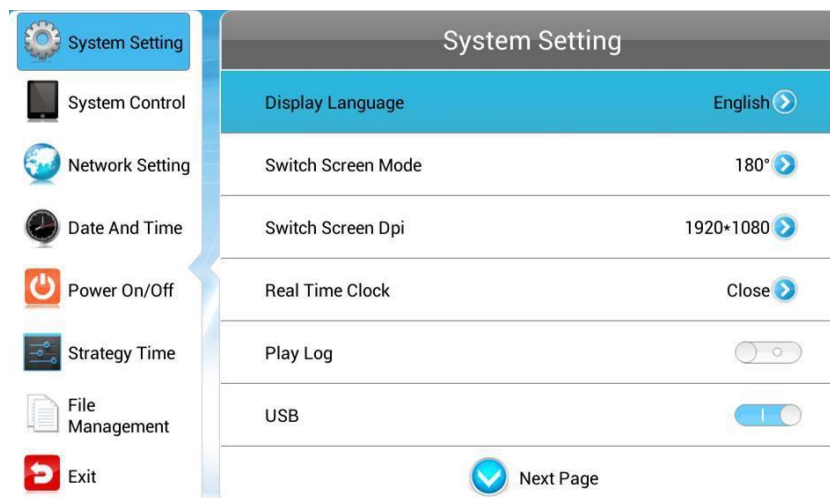 System Setting
System Control
Network Setting
Date And Time
Power On/Off
Strategy Time
File
Management
Exit
System Setting
Display Language English
Switch Screen Mode 180°
Switch Screen Dpi 1920*1080
Real Time Clock Close
Play Log
USB
Next Page